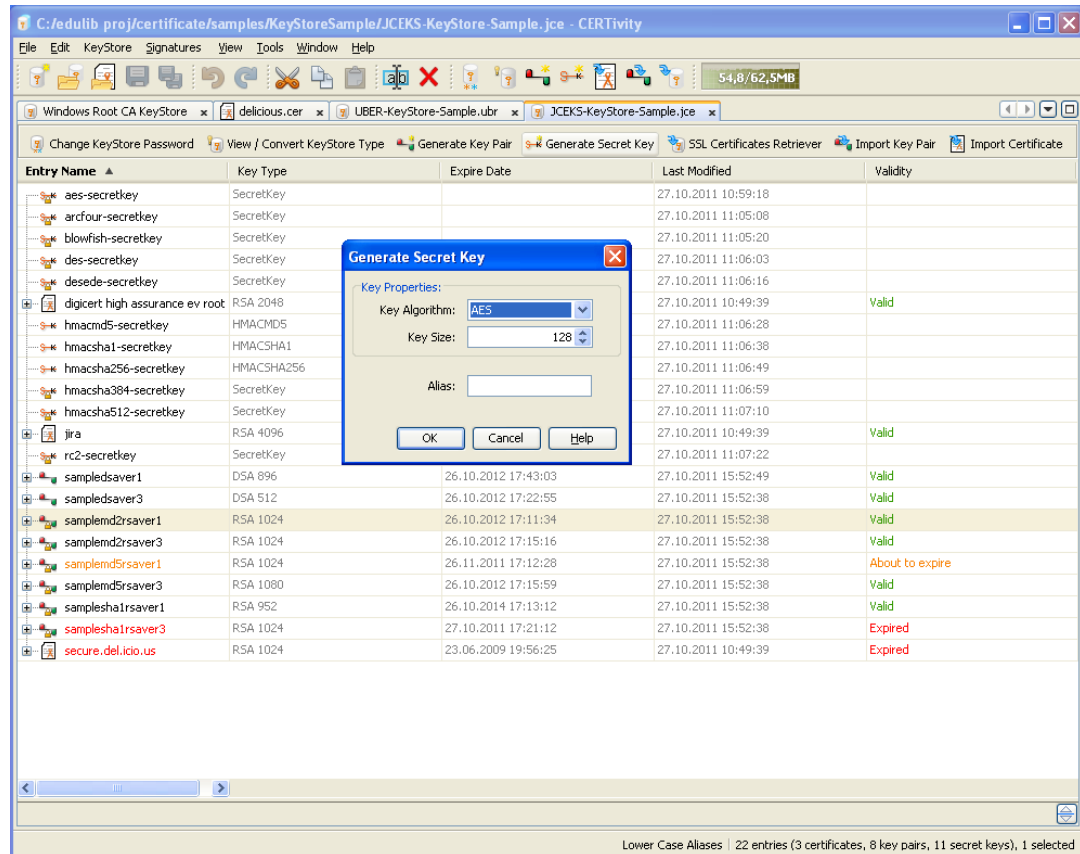 C:/edulib proj/certificate/samples/KeyStoreSample/JCEKS-KeyStore-Sample.jce - CERTivity
File Edit KeyStore Signatures View Tools Window Help
54,8/62,5MB
Windows Root CA KeyStore x delicious.cer x UBER-KeyStore-Sample.ubr x JCEKS-KeyStore-Sample.jce x
Change KeyStore Password View / Convert KeyStore Type Generate Key Pair Generate Secret Key SSL Certificates Retriever Import Key Pair Import Certificate
Entry Name Key Type Expire Date Last Modified Validity
aes-secretkey SecretKey 27.10.2011 10:59:18
arcfour-secretkey SecretKey 27.10.2011 11:05:08
blowfish-secretkey SecretKey 27.10.2011 11:05:20
des-secretkey SecretKey 27.10.2011 11:06:03
desede-secretkey SecretKey 27.10.2011 11:06:16
digicert high assurance ev root RSA 2048 27.10.2011 10:49:39 Valid
hmacmd5-secretkey HMACMD5 27.10.2011 11:06:28
hmacsha1-secretkey HMACSHA1 27.10.2011 11:06:38
hmacsha256-secretkey HMACSHA256 27.10.2011 11:06:49
hmacsha384-secretkey SecretKey 27.10.2011 11:06:59
hmacsha512-secretkey SecretKey 27.10.2011 11:07:10
jira RSA 4096 27.10.2011 10:49:39 Valid
rc2-secretkey SecretKey 27.10.2011 11:07:22
sampledsaver1 DSA 896 26.10.2012 17:43:03 27.10.2011 15:52:49 Valid
sampledsaver3 DSA 512 26.10.2012 17:22:55 27.10.2011 15:52:38 Valid
samplemd2rsaver1 RSA 1024 26.10.2012 17:11:34 27.10.2011 15:52:38 Valid
samplemd2rsaver3 RSA 1024 26.10.2012 17:15:16 27.10.2011 15:52:38 Valid
samplemd5rsaver1 RSA 1024 26.11.2011 17:12:28 27.10.2011 15:52:38 About to expire
samplemd5rsaver3 RSA 1080 26.10.2012 17:15:59 27.10.2011 15:52:38 Valid
samplesha1rsaver1 RSA 952 26.10.2014 17:13:12 27.10.2011 15:52:38 Valid
samplesha1rsaver3 RSA 1024 27.10.2011 17:21:12 27.10.2011 15:52:38 Expired
secure.del.icio.us RSA 1024 23.06.2009 19:56:25 27.10.2011 10:49:39 Expired
Generate Secret Key
Key Properties:
Key Algorithm: AES
Key Size: 128
Alias:
OK Cancel Help
Lower Case Aliases 22 entries (3 certificates, 8 key pairs, 11 secret keys), 1 selected